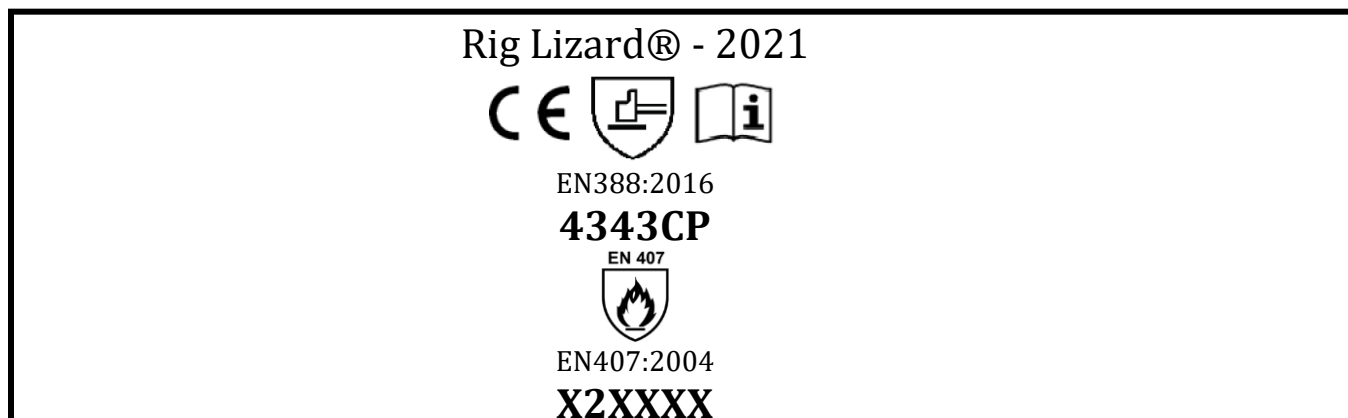 Rig Lizard® - 2021
CE i
EN388:2016
4343CP
EN 407
EN407:2004
X2XXXX